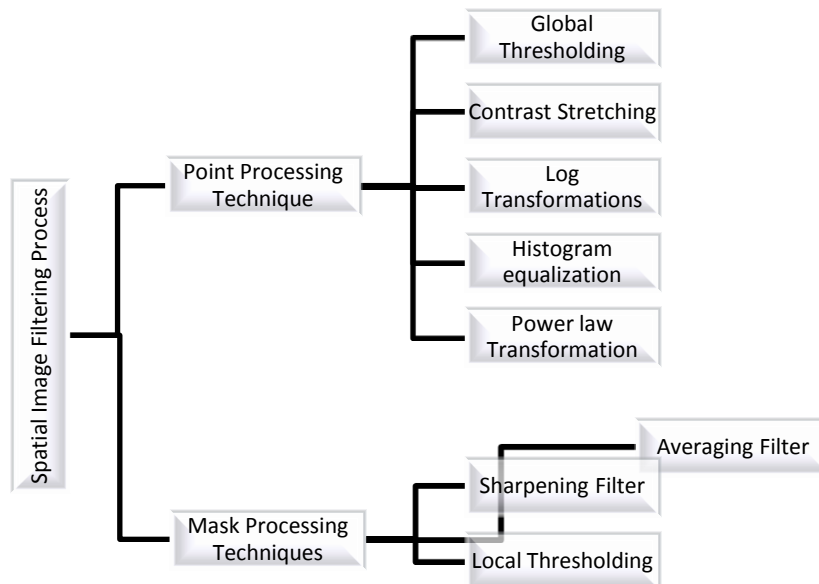 Spatial Image Filtering Process
Point Processing
Technique
Global
Thresholding
Contrast Stretching
Log
Transformations
Histogram
equalization
Power law
Transformation
Mask Processing
Techniques
Averaging Filter
Sharpening Filter
Local Thresholding